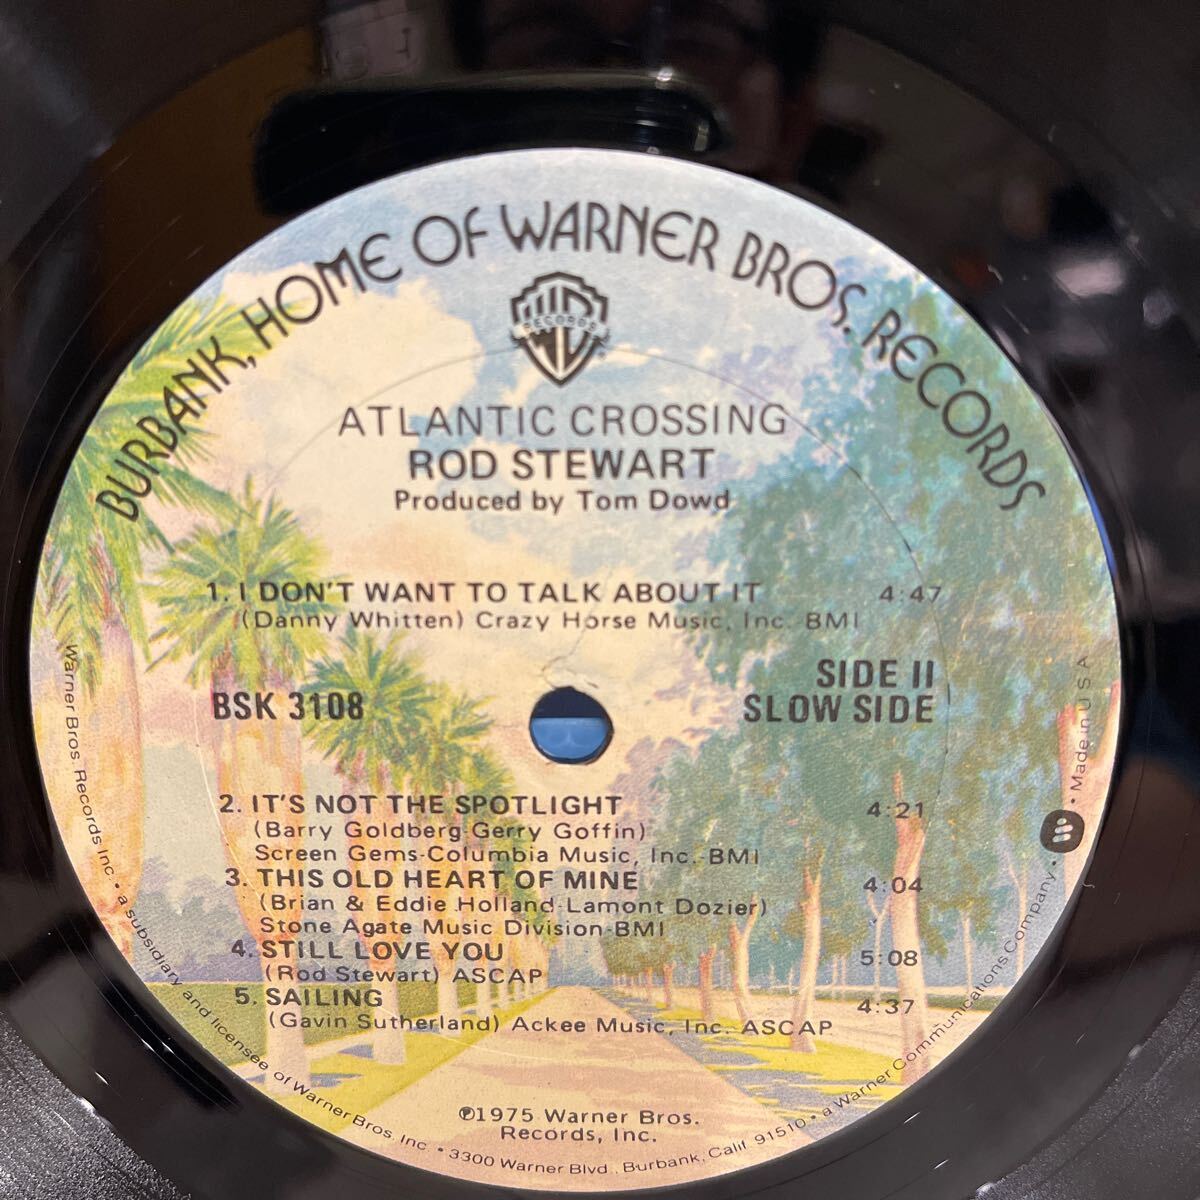 BURBANK, HOME OF WARNER BROS. RECORDS
RECORDS
ATLANTIC CROSSING
ROD STEWART
Produced by Tom Dowd
1. I DON'T WANT TO TALK ABOUT IT 4:47
(Danny Whitten) Crazy Horse Music, Inc. BMI
BSK 3108
SIDE II
SLOW SIDE
2. IT'S NOT THE SPOTLIGHT 4:21
(Barry Goldberg-Gerry Goffin)
Screen Gems-Columbia Music, Inc.-BMI
3. THIS OLD HEART OF MINE 4:04
(Brian & Eddie Holland-Lamont Dozier)
Stone Agate Music Division-BMI
4. STILL LOVE YOU 5:08
(Rod Stewart) ASCAP
5. SAILING 4:37
(Gavin Sutherland) Ackee Music, Inc. ASCAP
℗1975 Warner Bros.
Records, Inc.
Warner Bros. Records Inc. • a subsidiary and licensee of Warner Bros. Inc. • 3300 Warner Blvd., Burbank, Calif. 91510 • a Warner Communications Company • Made in U.S.A.